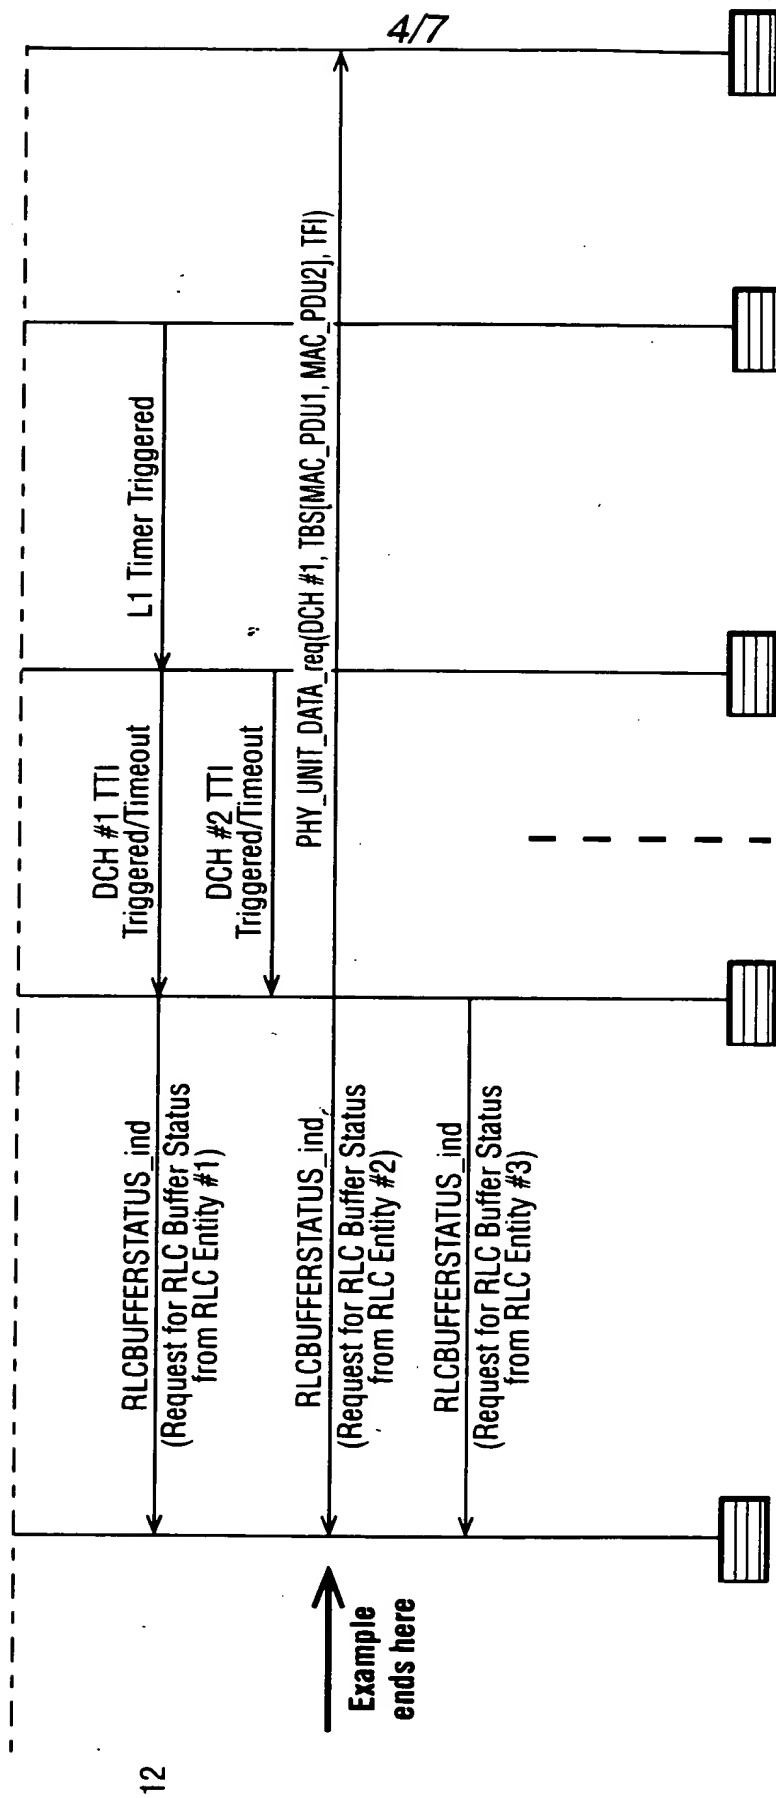 4/7
L1 Timer Triggered
PHY_UNIT_DATA_req(DCH #1, TBS[MAC_PDU1, MAC_PDU2], TFI)
DCH #1 TTI
Triggered/Timeout
DCH #2 TTI
Triggered/Timeout
RLCBUFFERSTATUS_ind
(Request for RLC Buffer Status
from RLC Entity #1)
RLCBUFFERSTATUS_ind
(Request for RLC Buffer Status
from RLC Entity #2)
RLCBUFFERSTATUS_ind
(Request for RLC Buffer Status
from RLC Entity #3)
Example
ends here
12